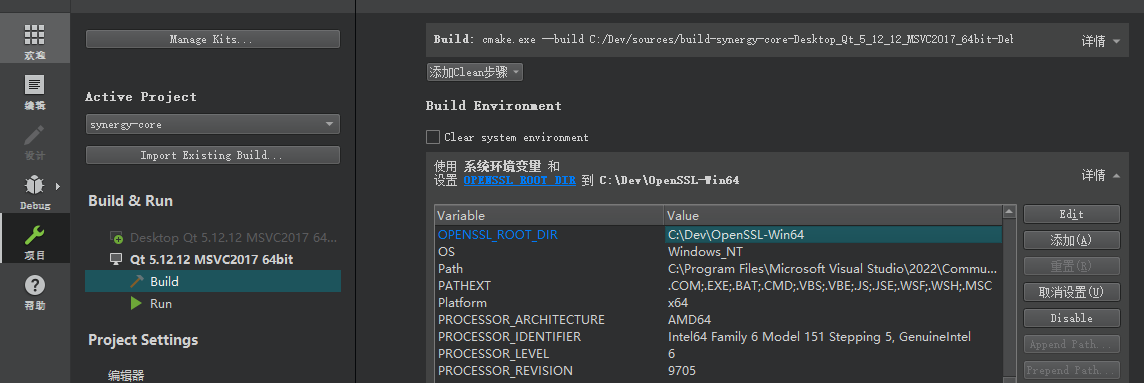 欢迎
编辑
设计
Debug
项目
帮助
Manage Kits...
Active Project
synergy-core
Import Existing Build...
Build & Run
Desktop Qt 5.12.12 MSVC2017 64...
Qt 5.12.12 MSVC2017 64bit
Build
Run
Project Settings
编辑器
Build: cmake.exe --build C:/Dev/sources/build-synergy-core-Desktop_Qt_5_12_12_MSVC2017_64bit-Deb
详情
添加Clean步骤
Build Environment
Clear system environment
使用 系统环境变量 和
设置 OPENSSL_ROOT_DIR 到 C:\Dev\OpenSSL-Win64
详情
Variable Value
OPENSSL_ROOT_DIR C:\Dev\OpenSSL-Win64
OS Windows_NT
Path C:\Program Files\Microsoft Visual Studio\2022\Commu...
PATHEXT .COM;.EXE;.BAT;.CMD;.VBS;.VBE;JS;JSE;.WSF;.WSH;.MSC
Platform x64
PROCESSOR_ARCHITECTURE AMD64
PROCESSOR_IDENTIFIER Intel64 Family 6 Model 151 Stepping 5, GenuineIntel
PROCESSOR_LEVEL 6
PROCESSOR_REVISION 9705
Edit
添加(A)
重置(R)
取消设置(U)
Disable
Append Path...
Prepend Path...